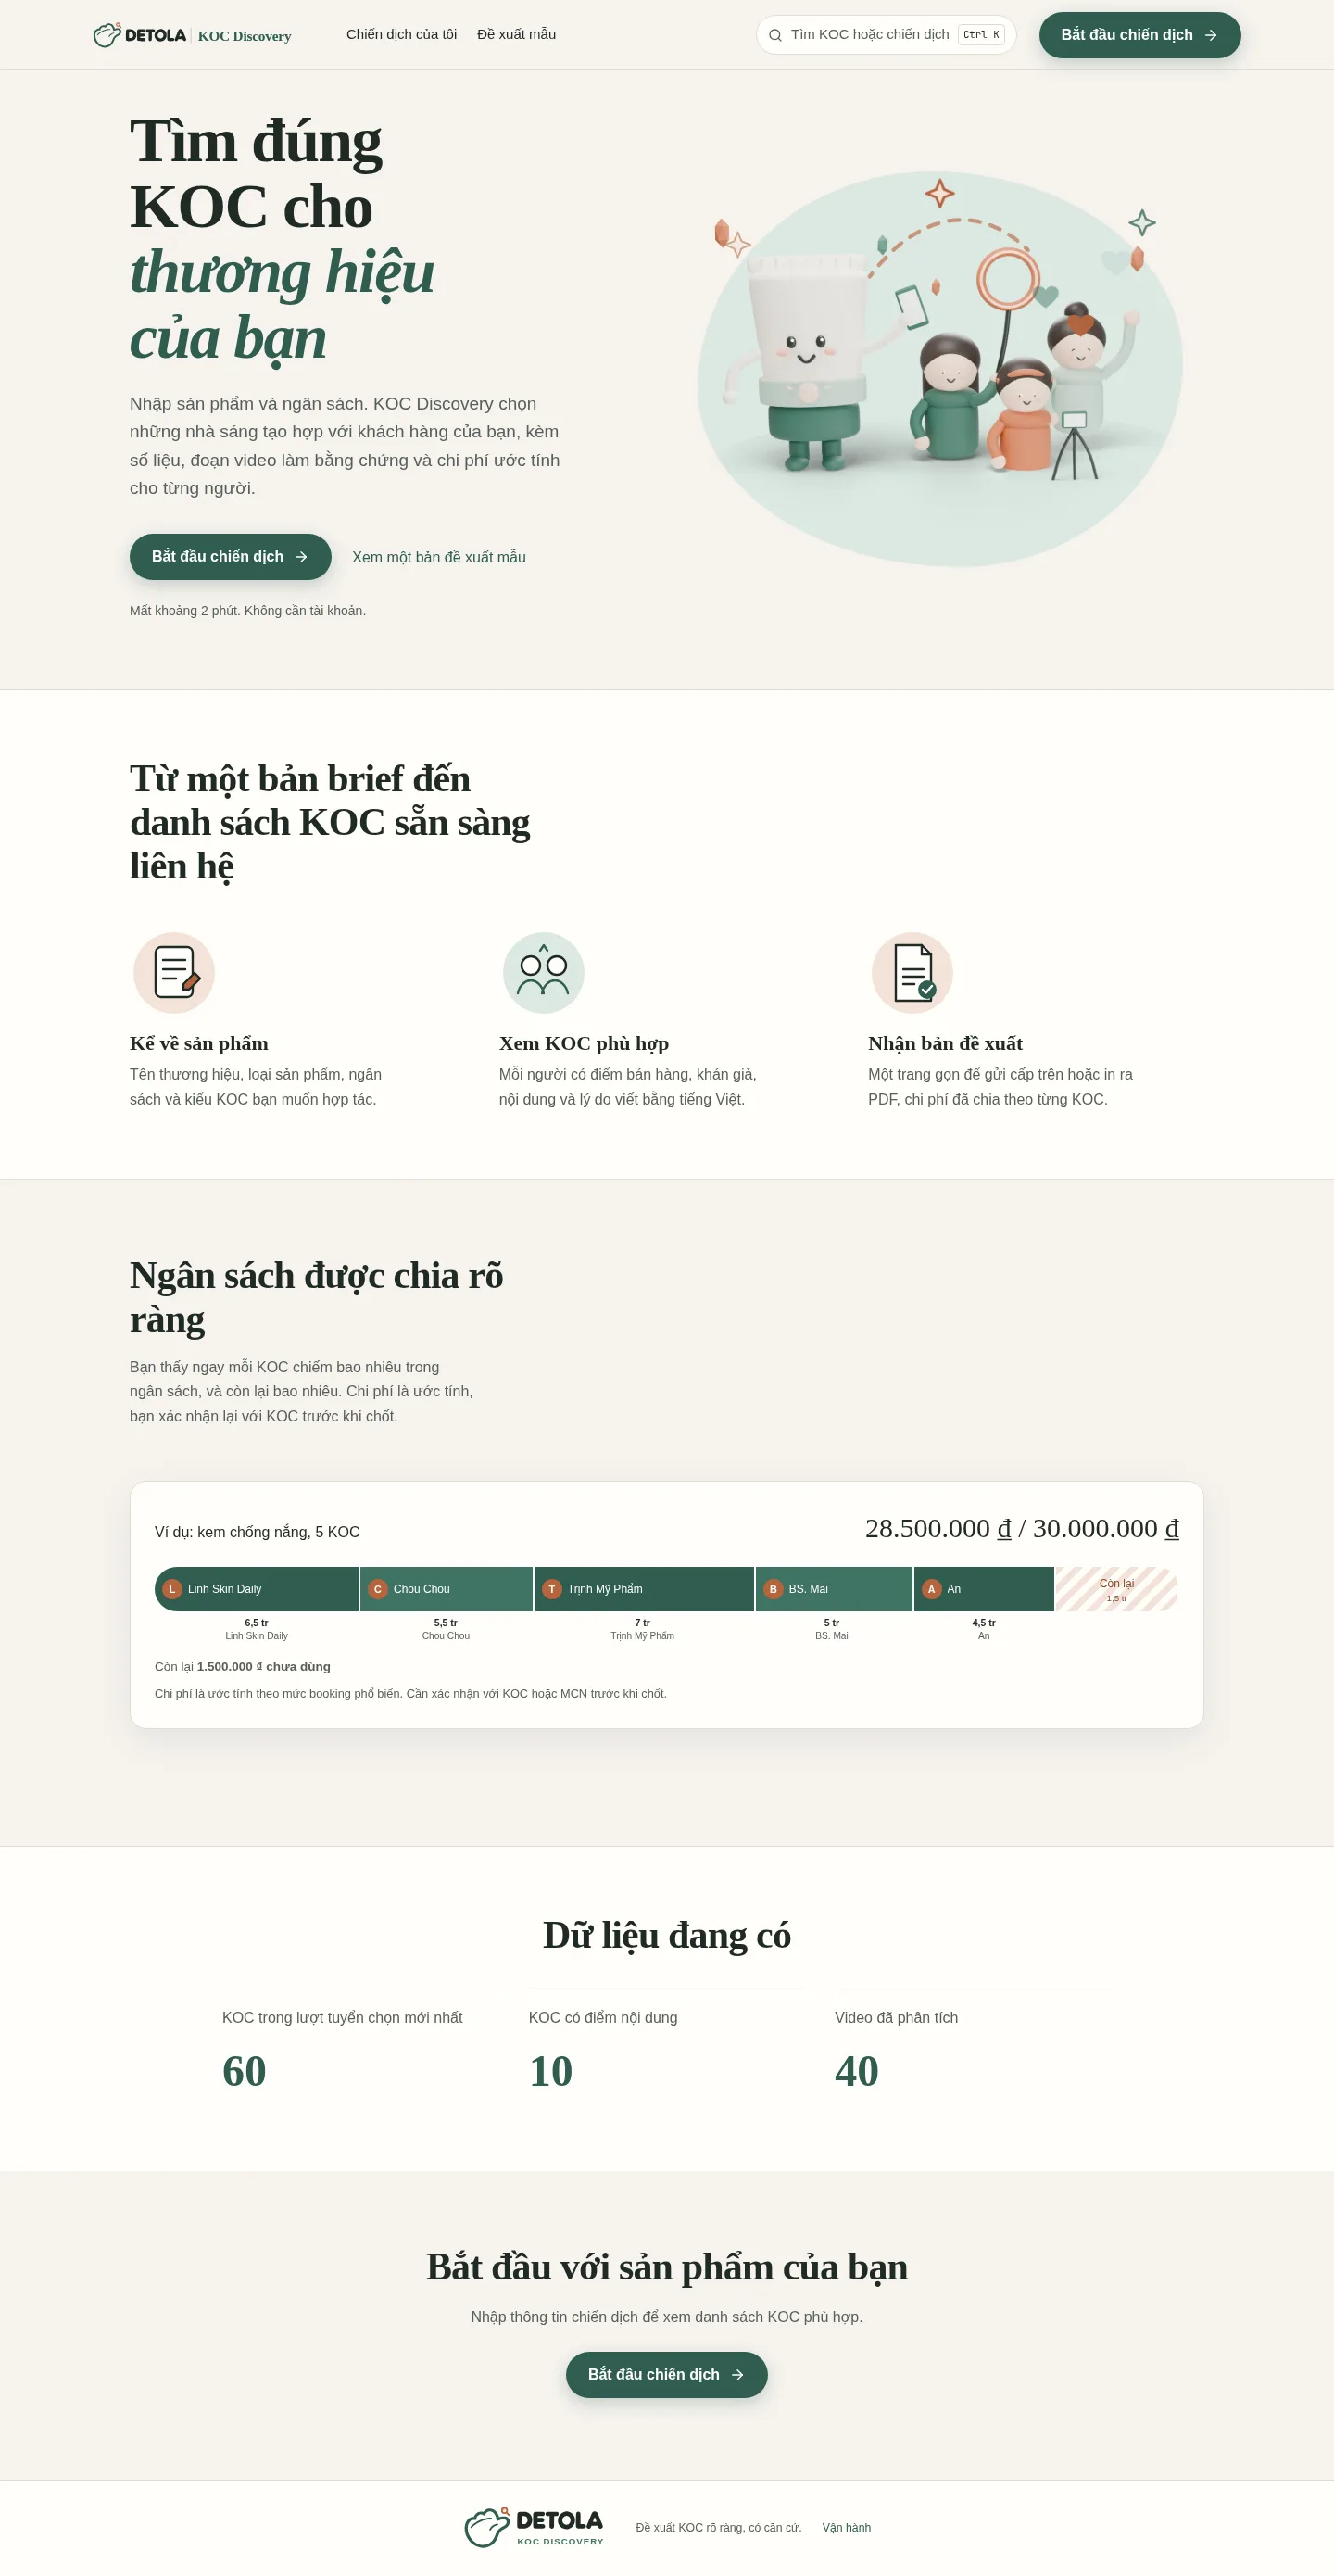 DETOLA KOC Discovery
Chiến dịch của tôi
Đề xuất mẫu
Tìm KOC hoặc chiến dịch Ctrl K
Bắt đầu chiến dịch
Tìm đúng
KOC cho
thương hiệu
của bạn
Nhập sản phẩm và ngân sách. KOC Discovery chọn
những nhà sáng tạo hợp với khách hàng của bạn, kèm
số liệu, đoạn video làm bằng chứng và chi phí ước tính
cho từng người.
Bắt đầu chiến dịch
Xem một bản đề xuất mẫu
Mất khoảng 2 phút. Không cần tài khoản.
Từ một bản brief đến
danh sách KOC sẵn sàng
liên hệ
Kể về sản phẩm
Tên thương hiệu, loại sản phẩm, ngân
sách và kiểu KOC bạn muốn hợp tác.
Xem KOC phù hợp
Mỗi người có điểm bán hàng, khán giả,
nội dung và lý do viết bằng tiếng Việt.
Nhận bản đề xuất
Một trang gọn để gửi cấp trên hoặc in ra
PDF, chi phí đã chia theo từng KOC.
Ngân sách được chia rõ
ràng
Bạn thấy ngay mỗi KOC chiếm bao nhiêu trong
ngân sách, và còn lại bao nhiêu. Chi phí là ước tính,
bạn xác nhận lại với KOC trước khi chốt.
Ví dụ: kem chống nắng, 5 KOC
28.500.000 ₫ / 30.000.000 ₫
L Linh Skin Daily
C Chou Chou
T Trịnh Mỹ Phẩm
B BS. Mai
A An
Còn lại
1,5 tr
6,5 tr
Linh Skin Daily
5,5 tr
Chou Chou
7 tr
Trịnh Mỹ Phẩm
5 tr
BS. Mai
4,5 tr
An
Còn lại 1.500.000 ₫ chưa dùng
Chi phí là ước tính theo mức booking phổ biến. Cần xác nhận với KOC hoặc MCN trước khi chốt.
Dữ liệu đang có
KOC trong lượt tuyển chọn mới nhất
60
KOC có điểm nội dung
10
Video đã phân tích
40
Bắt đầu với sản phẩm của bạn
Nhập thông tin chiến dịch để xem danh sách KOC phù hợp.
Bắt đầu chiến dịch
DETOLA
KOC DISCOVERY
Đề xuất KOC rõ ràng, có căn cứ.
Vận hành